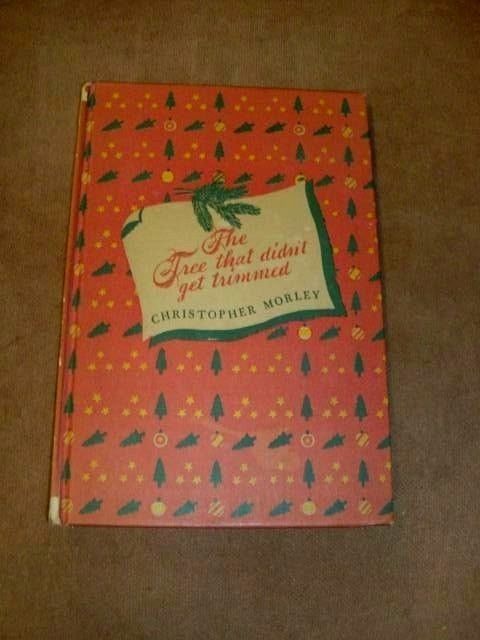 The
Tree that didn't
get trimmed
CHRISTOPHER MORLEY